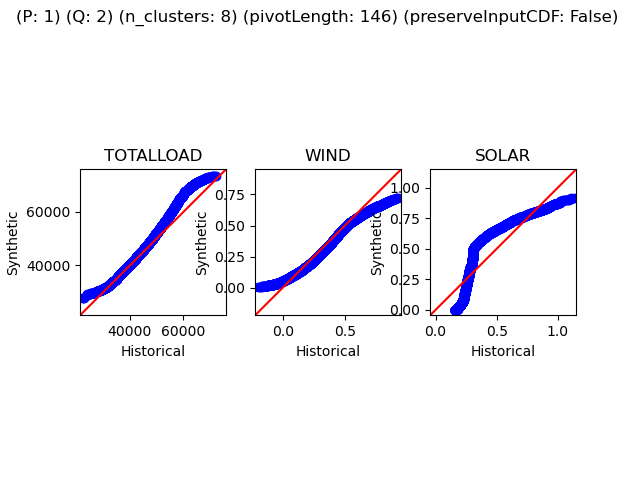 (P: 1) (Q: 2) (n_clusters: 8) (pivotLength: 146) (preserveInputCDF: False)
TOTALLOAD
WIND
SOLAR
Synthetic
60000
40000
40000
60000
Historical
Synthetic
0.75
0.50
0.25
0.00
0.0
0.5
Historical
Synthetic
1.00
0.75
0.50
0.25
0.00
0.0
0.5
1.0
Historical